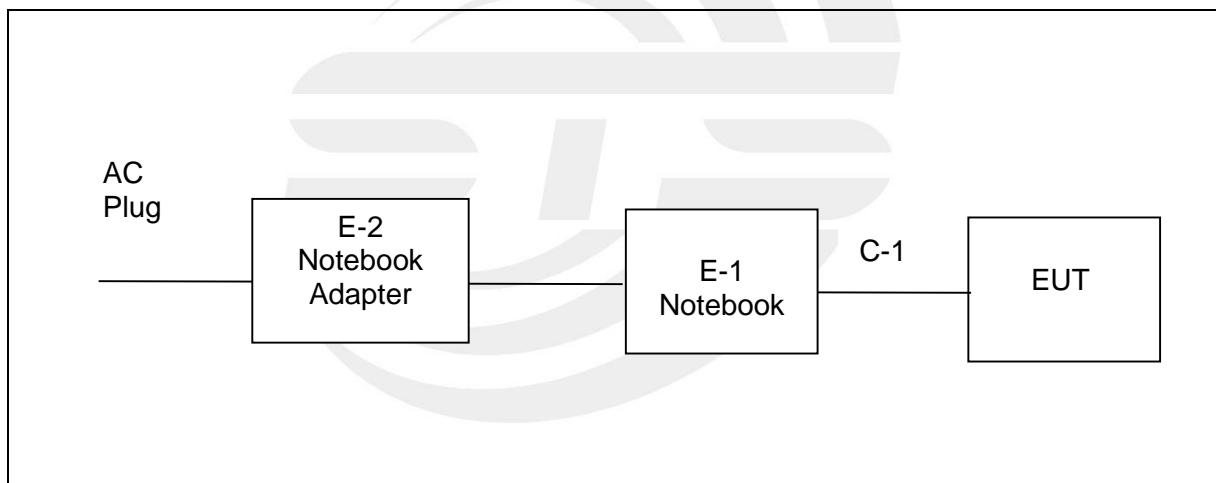 AC
Plug
E-2
Notebook
Adapter
E-1
Notebook
C-1
EUT